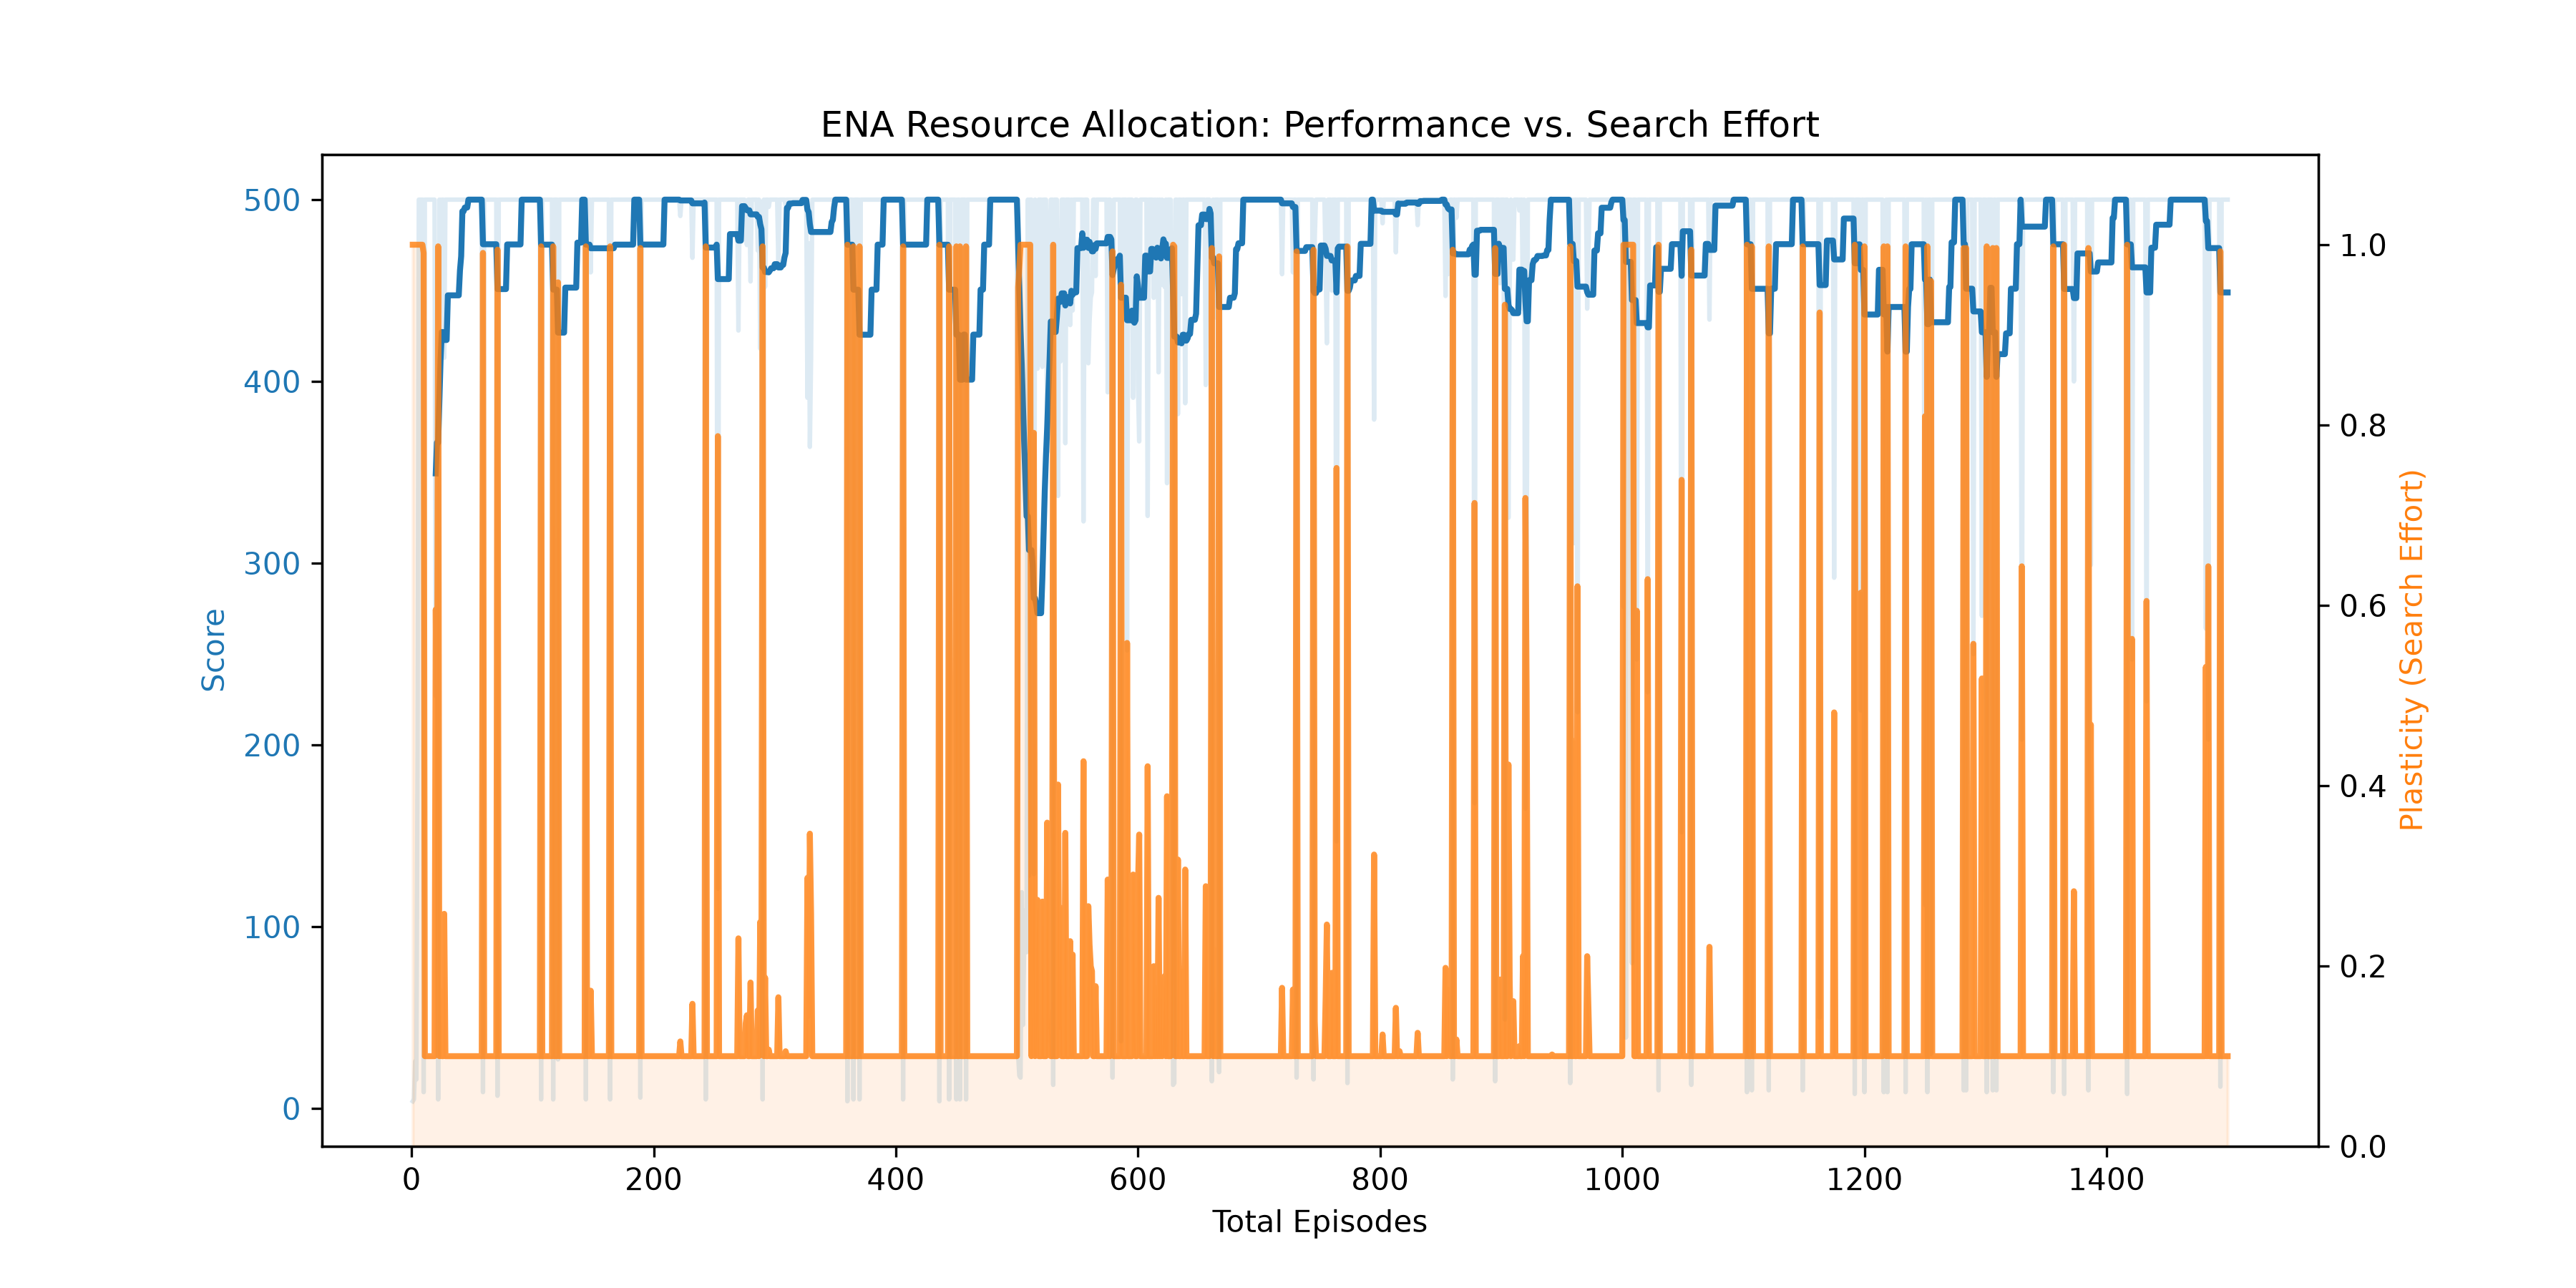 ENA Resource Allocation: Performance vs. Search Effort
500
400
300
200
100
0
Score
1.0
0.8
0.6
0.4
0.2
0.0
Plasticity (Search Effort)
0 200 400 600 800 1000 1200 1400
Total Episodes